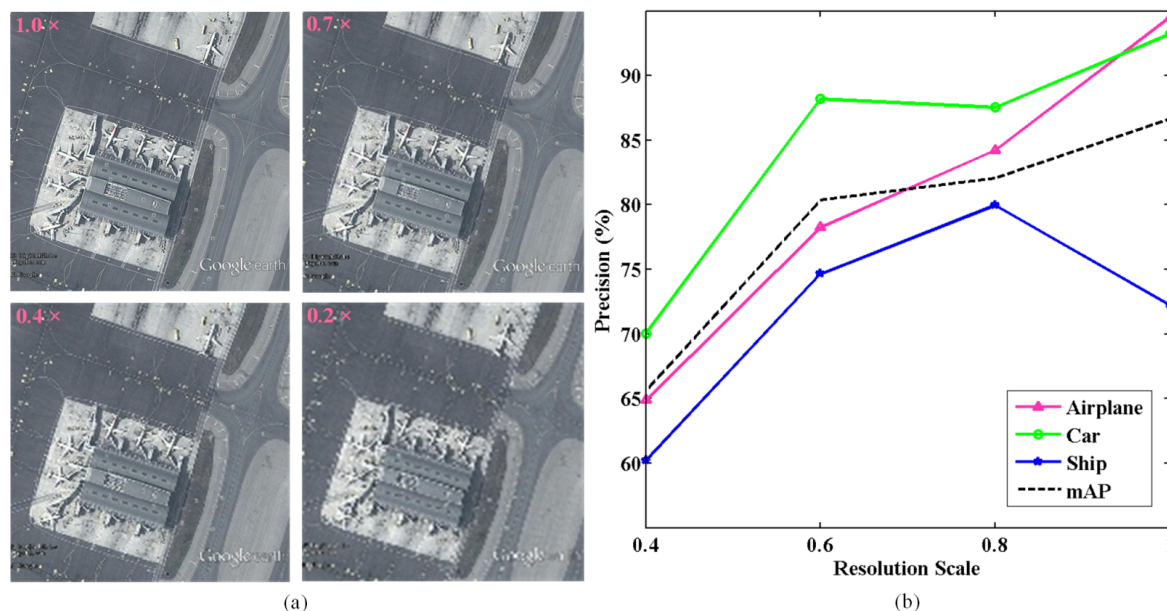 1.0 ×
0.7 ×
Google earth
Google earth
0.4 ×
0.2 ×
Google earth
Google earth
(a)
90
85
80
75
70
65
60
Precision (%)
Airplane
Car
Ship
mAP
0.4
0.6
0.8
Resolution Scale
(b)